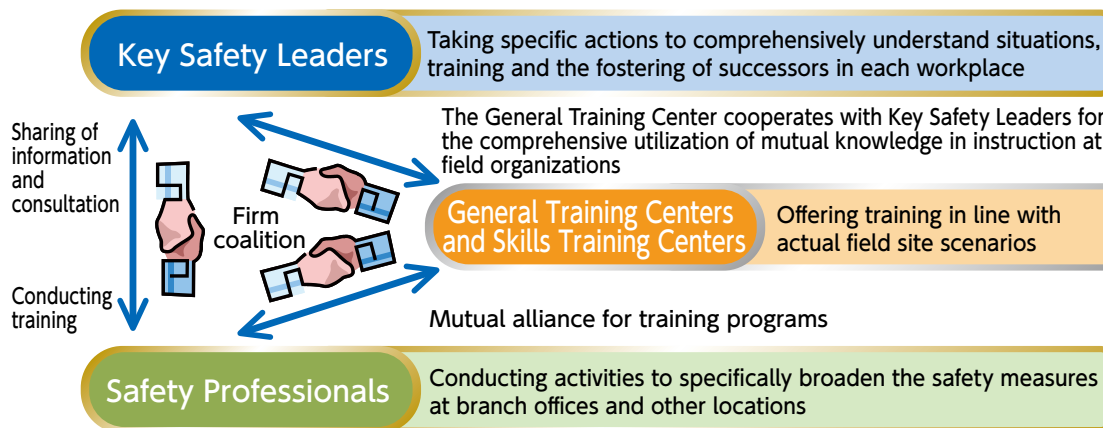 Key Safety Leaders
Taking specific actions to comprehensively understand situations,
training and the fostering of successors in each workplace
Sharing of
information
and
consultation
The General Training Center cooperates with Key Safety Leaders for
the comprehensive utilization of mutual knowledge in instruction at
field organizations
Firm
coalition
General Training Centers
and Skills Training Centers
Offering training in line with
actual field site scenarios
Conducting
training
Mutual alliance for training programs
Safety Professionals
Conducting activities to specifically broaden the safety measures
at branch offices and other locations